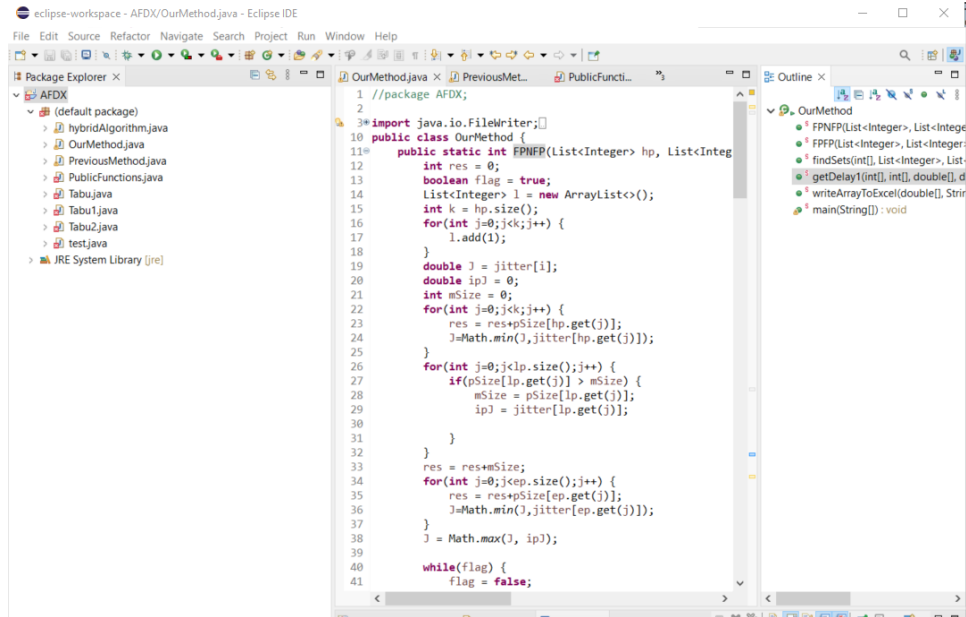 eclipse-workspace - AFDX/OurMethod.java - Eclipse IDE
File Edit Source Refactor Navigate Search Project Run Window Help
Package Explorer
AFDX
(default package)
hybridAlgorithm.java
OurMethod.java
PreviousMethod.java
PublicFunctions.java
Tabu.java
Tabu1.java
Tabu2.java
test.java
JRE System Library [jre]
OurMethod.java PreviousMet... PublicFuncti... »5
1 //package AFDX;
2
3 import java.io.FileWriter;
10 public class OurMethod {
11 public static int FPNFP(List<Integer> hp, List<Integ
12 int res = 0;
13 boolean flag = true;
14 List<Integer> l = new ArrayList<>();
15 int k = hp.size();
16 for(int j=0;j<k;j++) {
17 l.add(1);
18 }
19 double J = jitter[i];
20 double ipJ = 0;
21 int mSize = 0;
22 for(int j=0;j<k;j++) {
23 res = res+pSize[hp.get(j)];
24 J=Math.min(J,jitter[hp.get(j)]);
25 }
26 for(int j=0;j<lp.size();j++) {
27 if(pSize[lp.get(j)] > mSize) {
28 mSize = pSize[lp.get(j)];
29 ipJ = jitter[lp.get(j)];
30
31 }
32 }
33 res = res+mSize;
34 for(int j=0;j<ep.size();j++) {
35 res = res+pSize[ep.get(j)];
36 J=Math.min(J,jitter[ep.get(j)]);
37 }
38 J = Math.max(J, ipJ);
39
40 while(flag) {
41 flag = false;
Outline
OurMethod
FPNFP(List<Integer>, List<Intege
FPFP(List<Integer>, List<Integer>
findSets(int[], List<Integer>, List<
getDelay1(int[], int[], double[], d
writeArrayToExcel(double[], Strin
main(String[]) : void